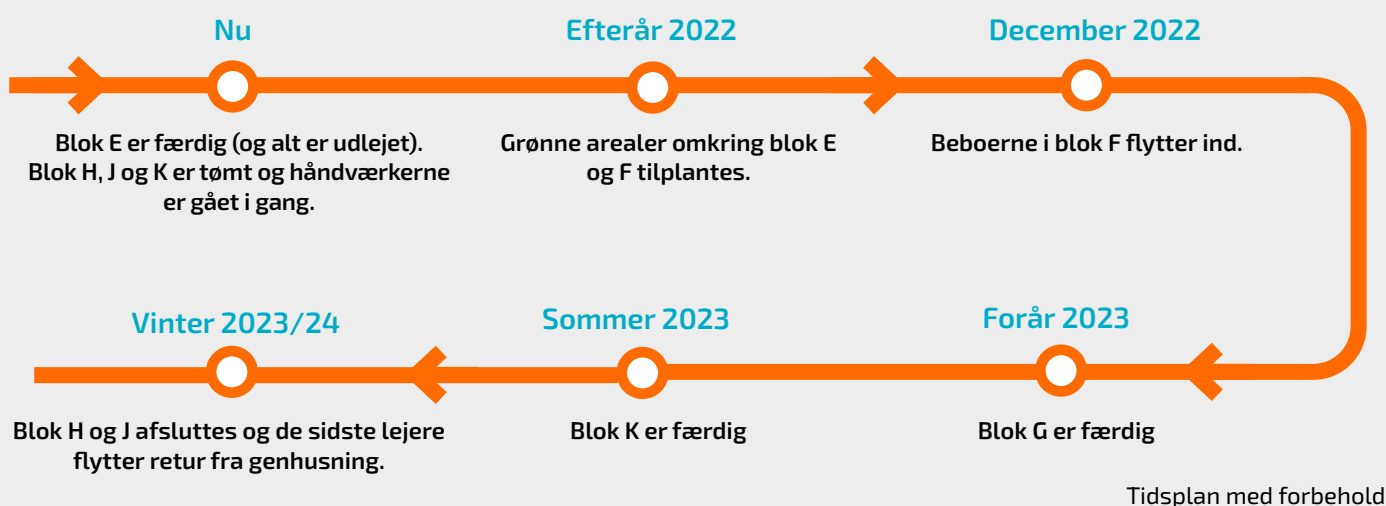 Nu
Blok E er færdig (og alt er udlejet).
Blok H, J og K er tømt og håndværkerne
er gået i gang.
Efterår 2022
Grønne arealer omkring blok E
og F tilplantes.
December 2022
Beboerne i blok F flytter ind.
Forår 2023
Blok G er færdig
Sommer 2023
Blok K er færdig
Vinter 2023/24
Blok H og J afsluttes og de sidste lejere
flytter retur fra genhusning.
Tidsplan med forbehold